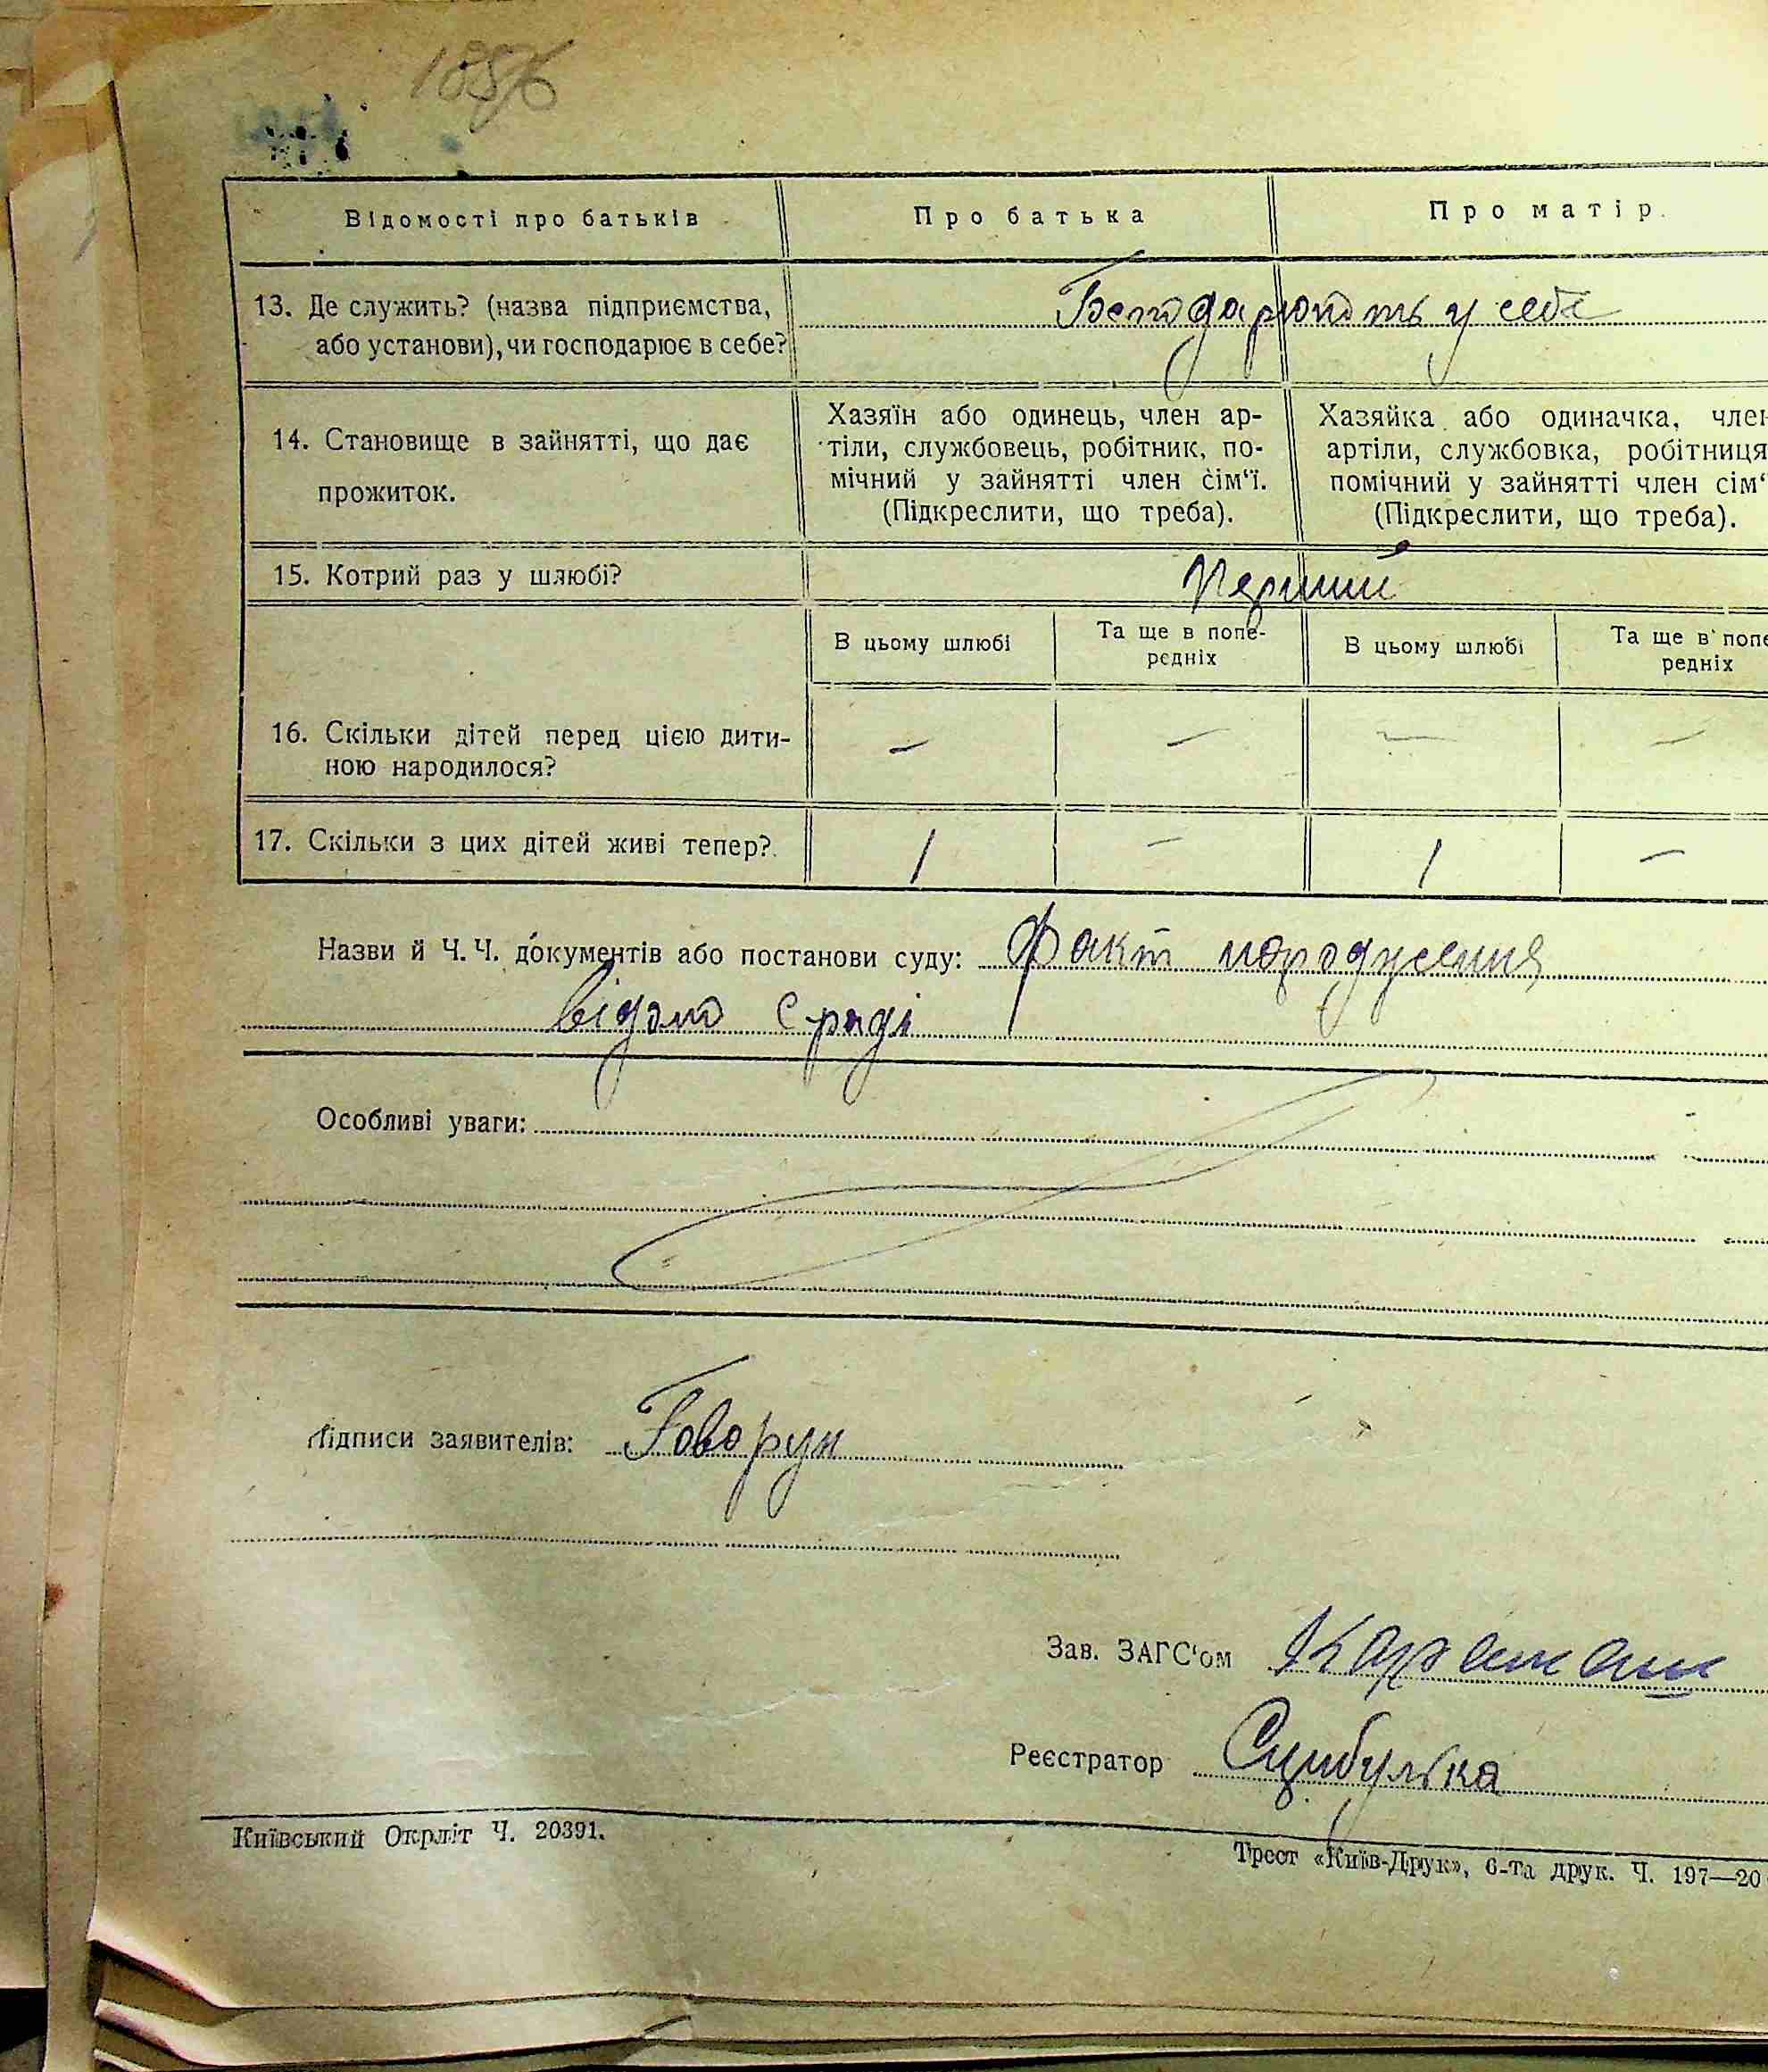 1896
Відомості про батьків Про батька Про матір.
13. Де служить? (назва підприємства,
або установи), чи господарює в себе?
Господарюють у себе
14. Становище в зайнятті, що дає
прожиток.
Хазяїн або одинець, член ар-
тіли, службовець, робітник, по-
мічний у зайнятті член сім‘ї.
(Підкреслити, що треба).
Хазяйка або одиначка, член
артіли, службовка, робітниця
помічний у зайнятті член сім‘
(Підкреслити, що треба).
15. Котрий раз у шлюбі? Перший
В цьому шлюбі
Та ще в попе-
редніх
В цьому шлюбі
Та ще в попе
редніх
16. Скільки дітей перед цією дити-
ною народилося?
— — — —
17. Скільки з цих дітей живі тепер? 1 — 1 —
Назви й Ч. Ч. документів або постанови суду: Факт народження
відомо с раді
Особливі уваги:
Підписи заявителів: Говорун
Зав. ЗАГС‘ом
Реєстратор Сцибулька
Київський Окрліт Ч. 20391.
Трест «Київ-Друк», 6-та друк. Ч. 197—20